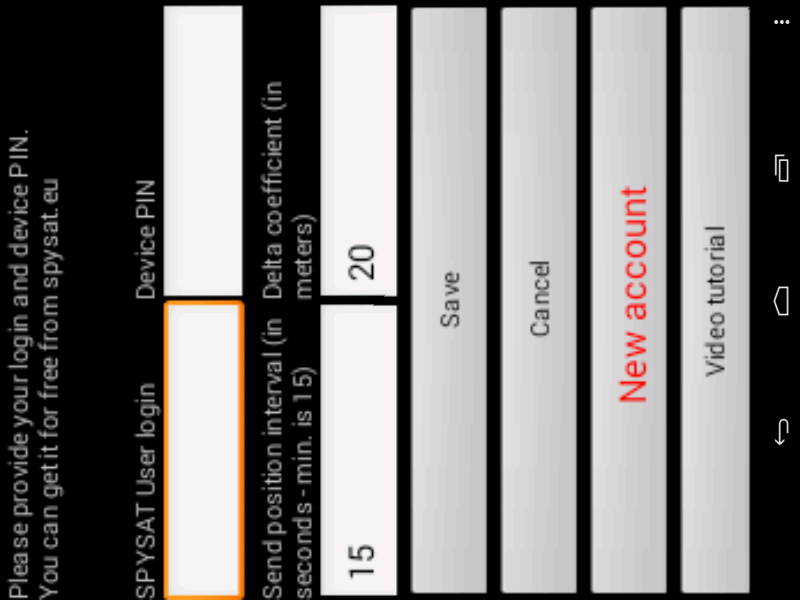 Please provide your login and device PIN.
You can get it for free from spysat.eu
SPYSAT User login
Device PIN
Send position interval (in
seconds - min. is 15)
Delta coefficient (in
meters)
15
20
Save
Cancel
New account
Video tutorial